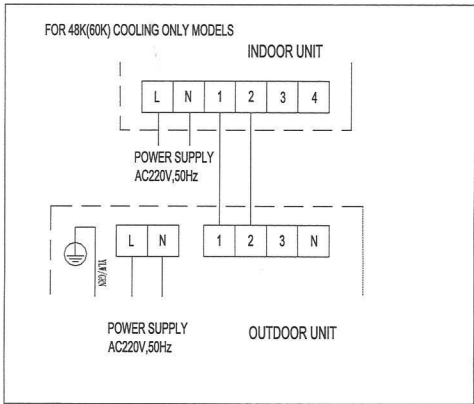 FOR 48K(60K) COOLING ONLY MODELS
INDOOR UNIT
L N 1 2 3 4
POWER SUPPLY
AC220V,50Hz
L N 1 2 3 N
YLW/GRN
POWER SUPPLY
AC220V,50Hz
OUTDOOR UNIT